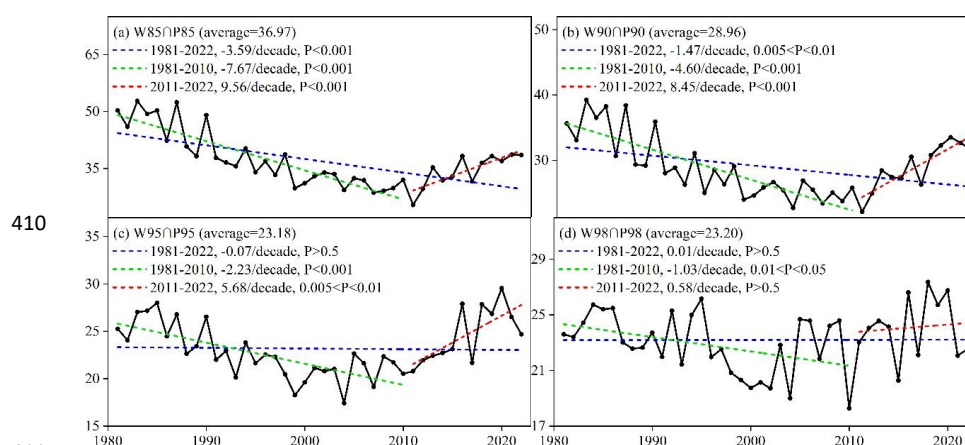 (a) W85∩P85 (average=36.97)
1981-2022, -3.59/decade, P<0.001
1981-2010, -7.67/decade, P<0.001
2011-2022, 9.56/decade, P<0.001
65
50
35
(b) W90∩P90 (average=28.96)
1981-2022, -1.47/decade, 0.005<P<0.01
1981-2010, -4.60/decade, P<0.001
2011-2022, 8.45/decade, P<0.001
50
40
30
410
(c) W95∩P95 (average=23.18)
1981-2022, -0.07/decade, P>0.5
1981-2010, -2.23/decade, P<0.001
2011-2022, 5.68/decade, 0.005<P<0.01
35
31
27
23
19
15
(d) W98∩P98 (average=23.20)
1981-2022, 0.01/decade, P>0.5
1981-2010, -1.03/decade, 0.01<P<0.05
2011-2022, 0.58/decade, P>0.5
29
25
21
17
1980 1990 2000 2010 2020
1980 1990 2000 2010 2020